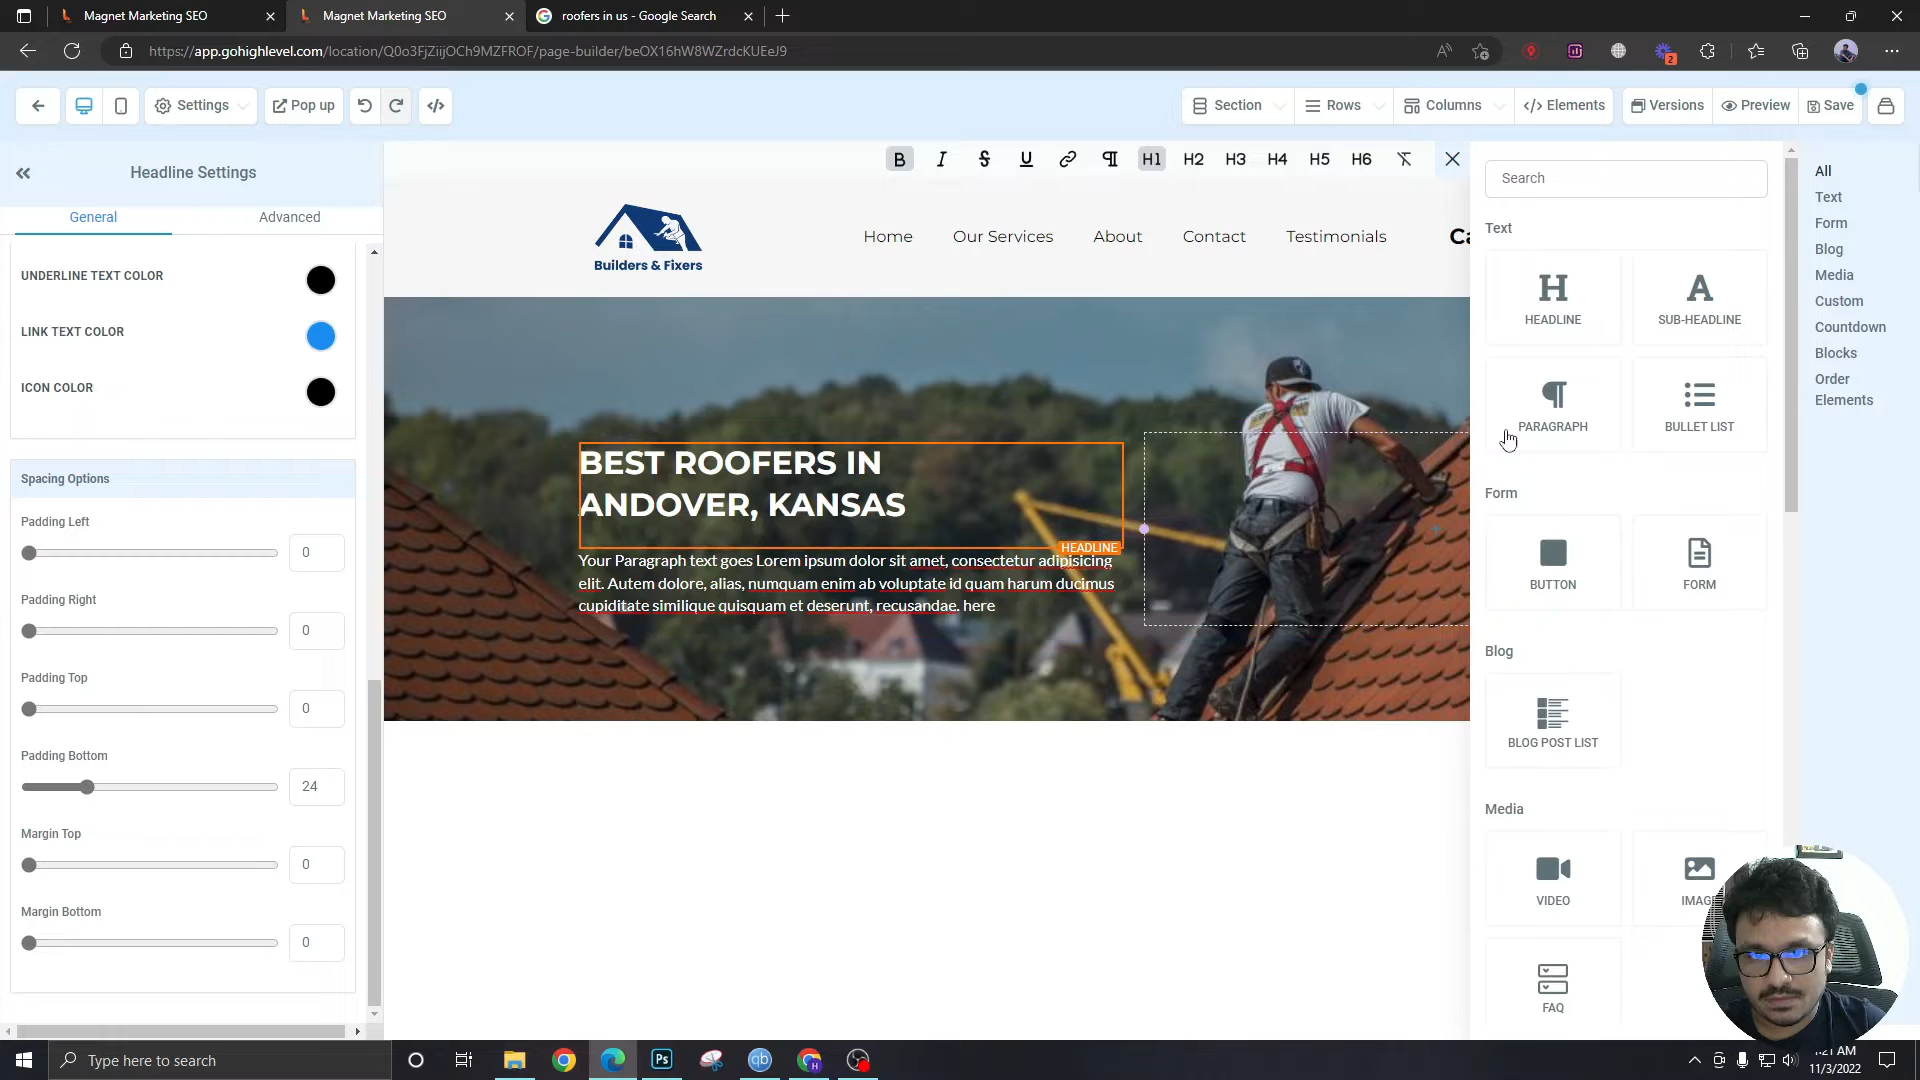 Magnet Marketing SEO
Magnet Marketing SEO
roofers in us - Google Search
https://app.gohighlevel.com/location/Q0o3FjZiijOCh9MZFROF/page-builder/beOX16hW8WZrdcKUEeJ9
2
Settings
Pop up
Section
Rows
Columns
Elements
Versions
Preview
Save
Headline Settings
General
Advanced
UNDERLINE TEXT COLOR
LINK TEXT COLOR
ICON COLOR
Spacing Options
Padding Left
0
Padding Right
0
Padding Top
0
Padding Bottom
24
Margin Top
0
Margin Bottom
0
B I S U H1 H2 H3 H4 H5 H6
Builders & Fixers
Home
Our Services
About
Contact
Testimonials
BEST ROOFERS IN
ANDOVER, KANSAS
HEADLINE
Your Paragraph text goes Lorem ipsum dolor sit amet, consectetur adipisicing
elit. Autem dolore, alias, numquam enim ab voluptate id quam harum ducimus
cupiditate similique quisquam et deserunt, recusandae. here
Search
Text
HEADLINE
SUB-HEADLINE
PARAGRAPH
BULLET LIST
Form
BUTTON
FORM
Blog
BLOG POST LIST
Media
VIDEO
FAQ
All
Text
Form
Blog
Media
Custom
Countdown
Blocks
Order
Elements
Type here to search
Ps
qb
H
11/3/2022